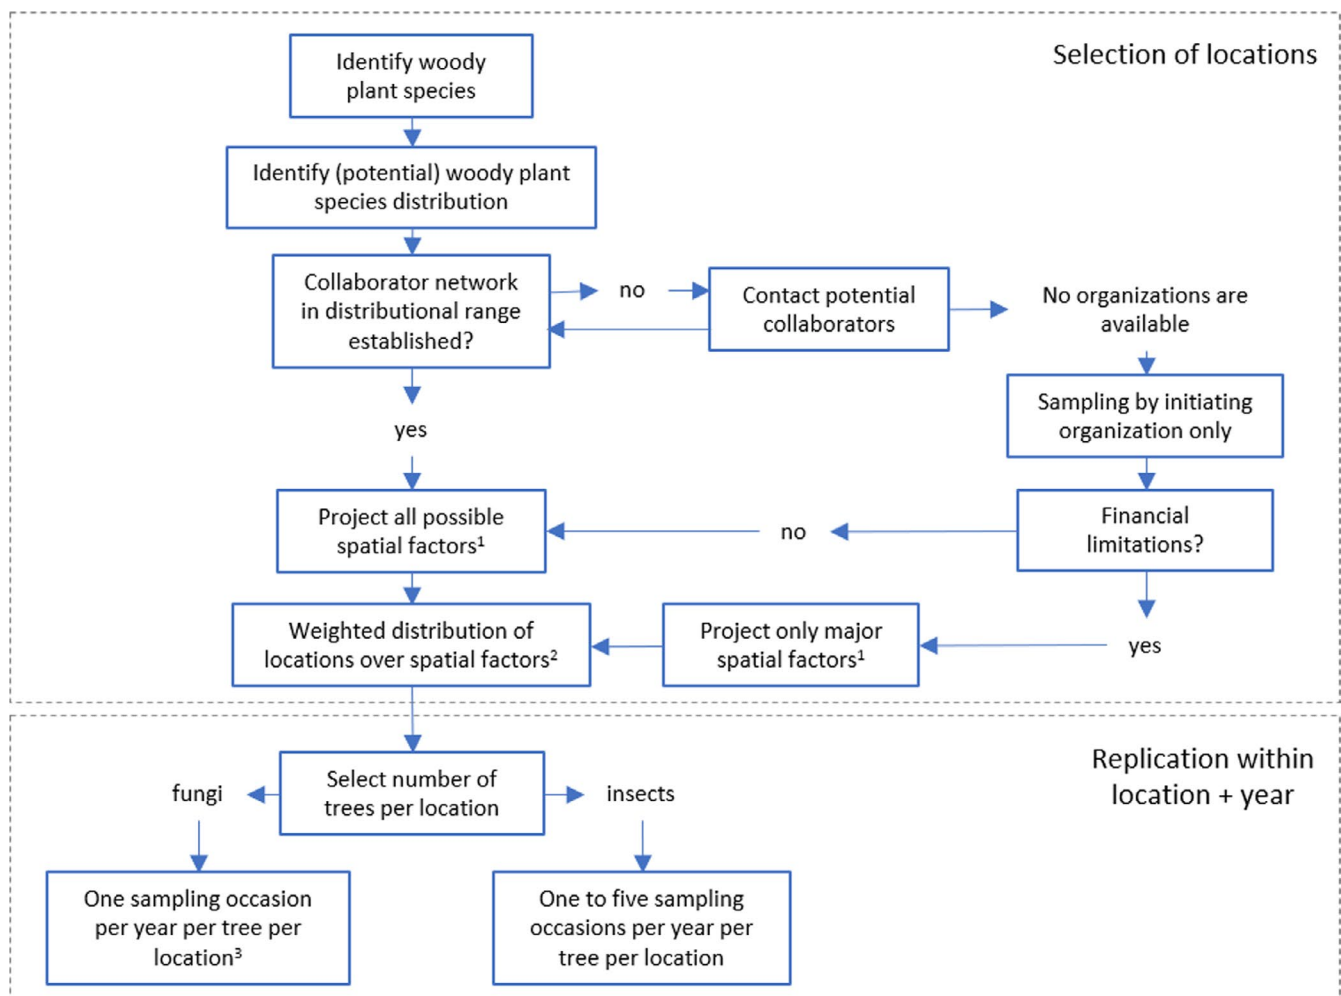 Selection of locations
Identify woody
plant species
Identify (potential) woody plant
species distribution
Collaborator network
in distributional range
established?
no
Contact potential
collaborators
No organizations are
available
Sampling by initiating
organization only
yes
Project all possible
spatial factors¹
no
Financial
limitations?
Weighted distribution of
locations over spatial factors²
Project only major
spatial factors¹
yes
Replication within
location + year
Select number of
trees per location
fungi
insects
One sampling occasion
per year per tree per
location³
One to five sampling
occasions per year per
tree per location